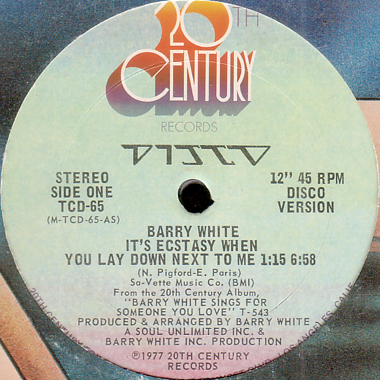 20TH
CENTURY
RECORDS
DISCO
STEREO
SIDE ONE
TCD-65
(M-TCD-65-AS)
12" 45 RPM
DISCO
VERSION
BARRY WHITE
IT'S ECSTASY WHEN
YOU LAY DOWN NEXT TO ME 1:15 6:58
(N. Pigford-E. Paris)
Sa-Vette Music Co. (BMI)
From the 20th Century Album,
"BARRY WHITE SINGS FOR
SOMEONE YOU LOVE" T-543
PRODUCED & ARRANGED BY BARRY WHITE
A SOUL UNLIMITED INC. &
BARRY WHITE INC. PRODUCTION
℗1977 20TH CENTURY
RECORDS